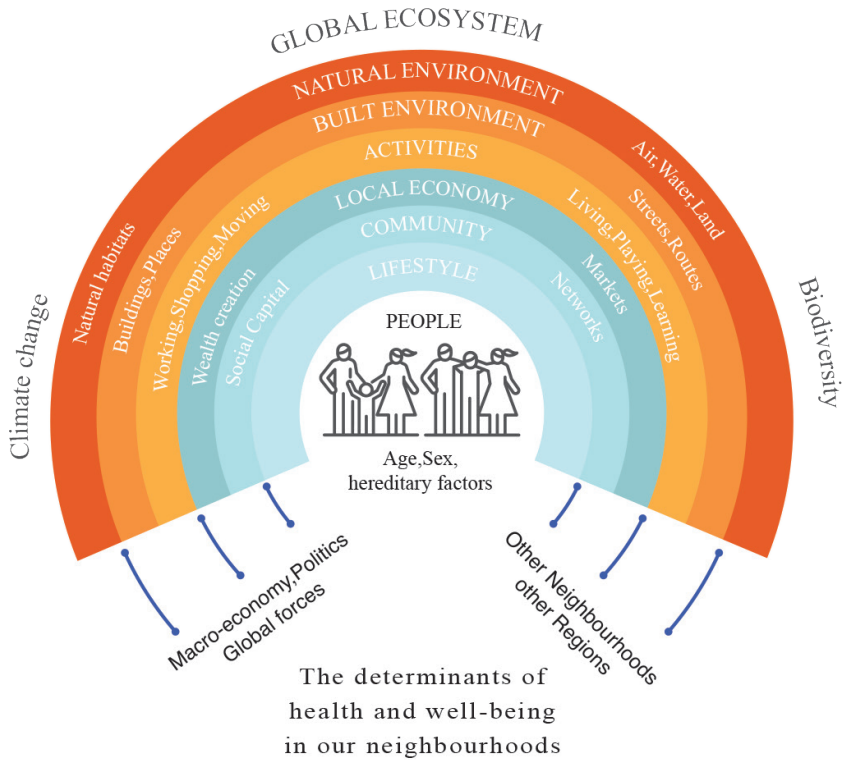 GLOBAL ECOSYSTEM
NATURAL ENVIRONMENT
BUILT ENVIRONMENT
ACTIVITIES
LOCAL ECONOMY
COMMUNITY
LIFESTYLE
PEOPLE
Age,Sex,
hereditary factors
Climate change
Natural habitats
Buildings,Places
Working,Shopping,Moving
Wealth creation
Social Capital
Networks
Markets
Living,Playing,Learning
Streets,Routes
Air,Water,Land
Biodiversity
Macro-economy,Politics
Global forces
Other Neighbourhoods
other Regions
The determinants of
health and well-being
in our neighbourhoods